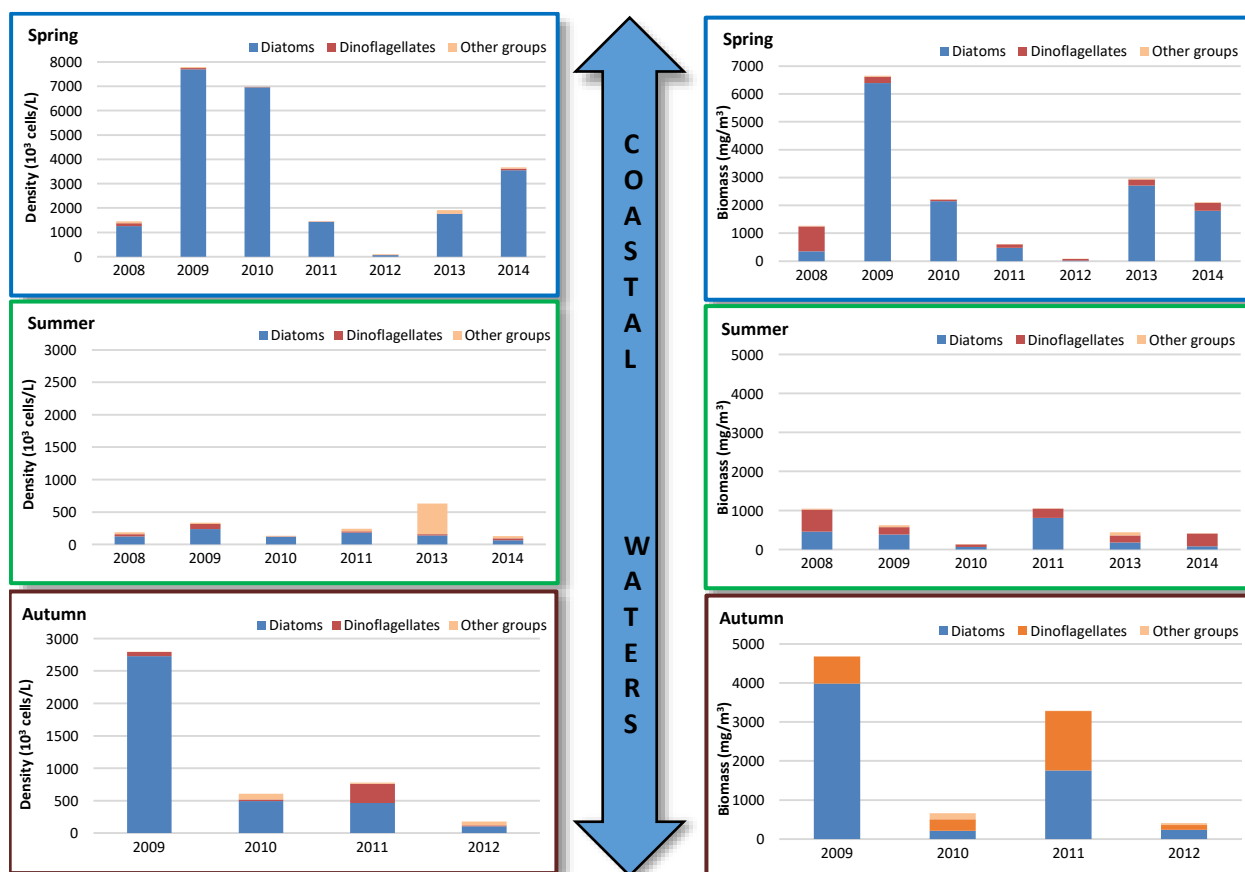 Spring
Diatoms Dinoflagellates Other groups
Density (10³ cells/L)
8000
7000
6000
5000
4000
3000
2000
1000
0
2008 2009 2010 2011 2012 2013 2014
Summer
Diatoms Dinoflagellates Other groups
Density (10³ cells/L)
3000
2500
2000
1500
1000
500
0
2008 2009 2010 2011 2013 2014
Autumn
Diatoms Dinoflagellates Other groups
Density (10³ cells/L)
3000
2500
2000
1500
1000
500
0
2009 2010 2011 2012
COASTAL WATERS
Spring
Diatoms Dinoflagellates Other groups
Biomass (mg/m³)
7000
6000
5000
4000
3000
2000
1000
0
2008 2009 2010 2011 2012 2013 2014
Summer
Diatoms Dinoflagellates Other groups
Biomass (mg/m³)
5000
4000
3000
2000
1000
0
2008 2009 2010 2011 2013 2014
Autumn
Diatoms Dinoflagellates Other groups
Biomass (mg/m³)
5000
4000
3000
2000
1000
0
2009 2010 2011 2012